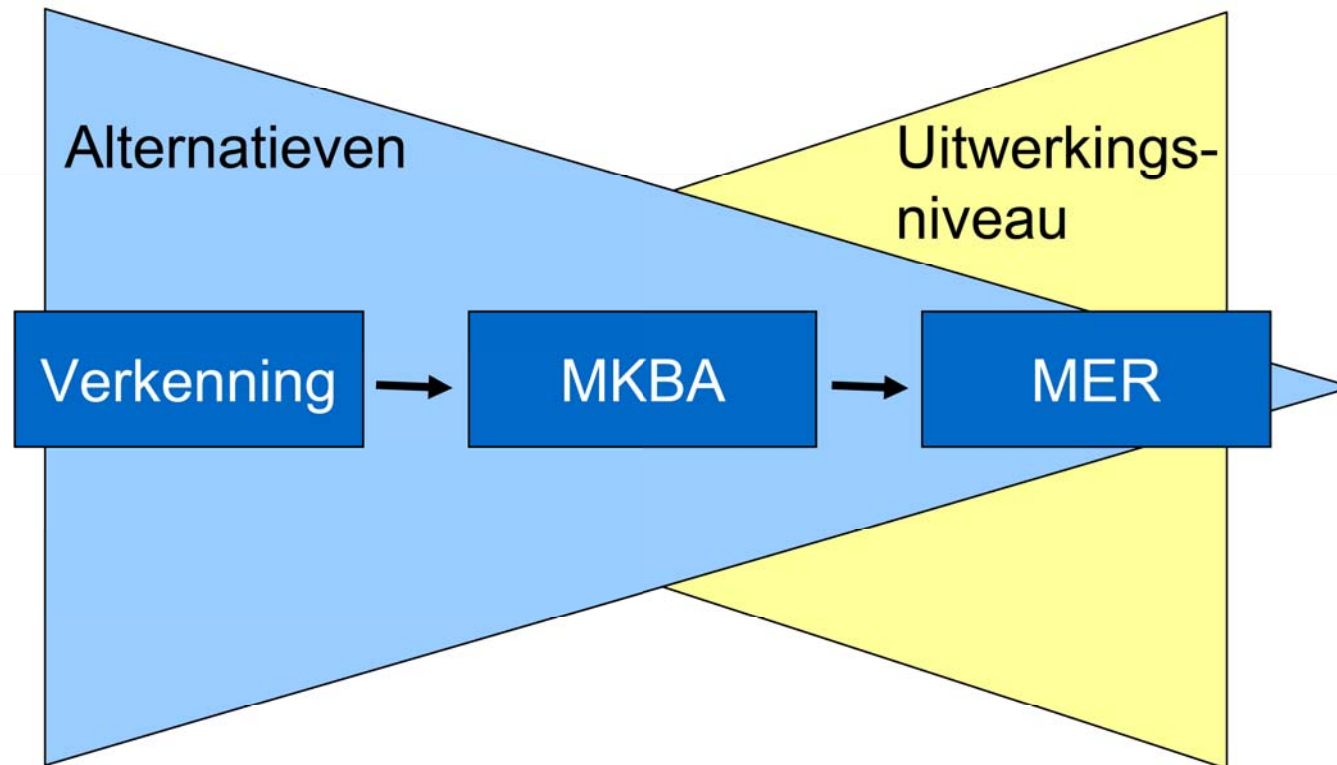 Alternatieven
Uitwerkings-
niveau
Verkenning
MKBA
MER